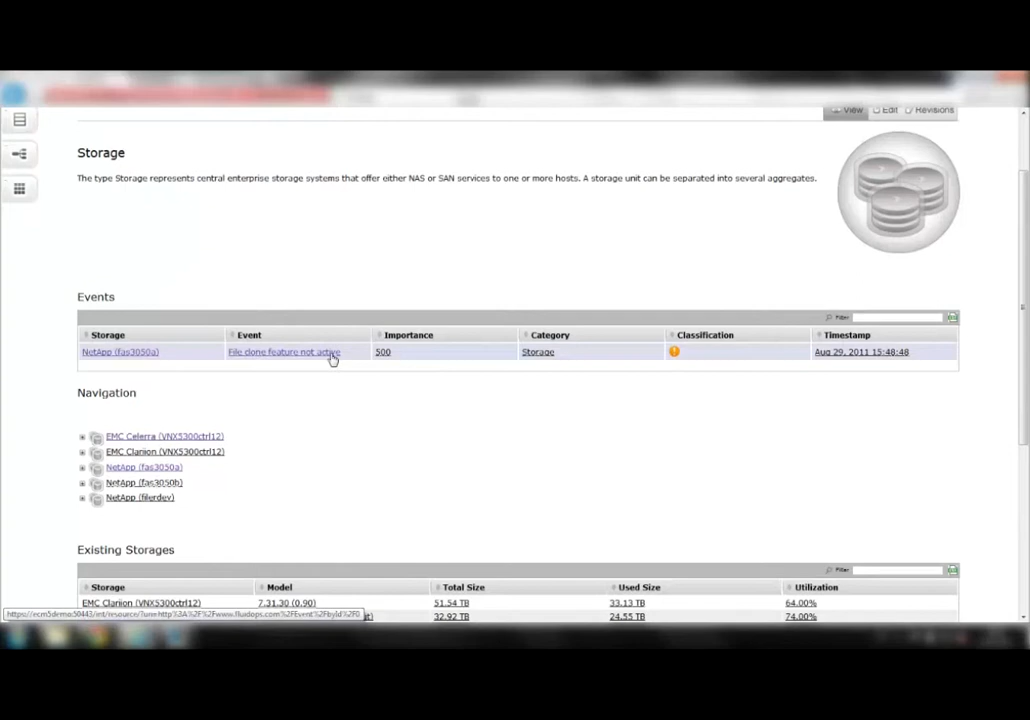 View Edit Revisions
Storage
The type Storage represents central enterprise storage systems that offer either NAS or SAN services to one or more hosts. A storage unit can be separated into several aggregates.
Events
Filter
Storage Event Importance Category Classification Timestamp
NetApp (fas3050a) File clone feature not active 500 Storage Aug 29, 2011 15:48:48
Navigation
EMC Celerra (VNX5300ctrl12)
EMC Clariion (VNX5300ctrl12)
NetApp (fas3050a)
NetApp (fas3050b)
NetApp (filerdev)
Existing Storages
Filter
Storage Model Total Size Used Size Utilization
EMC Clariion (VNX5300ctrl12) 7.31.30 (0.90) 51.54 TB 33.13 TB 64.00%
32.92 TB 24.55 TB 74.00%